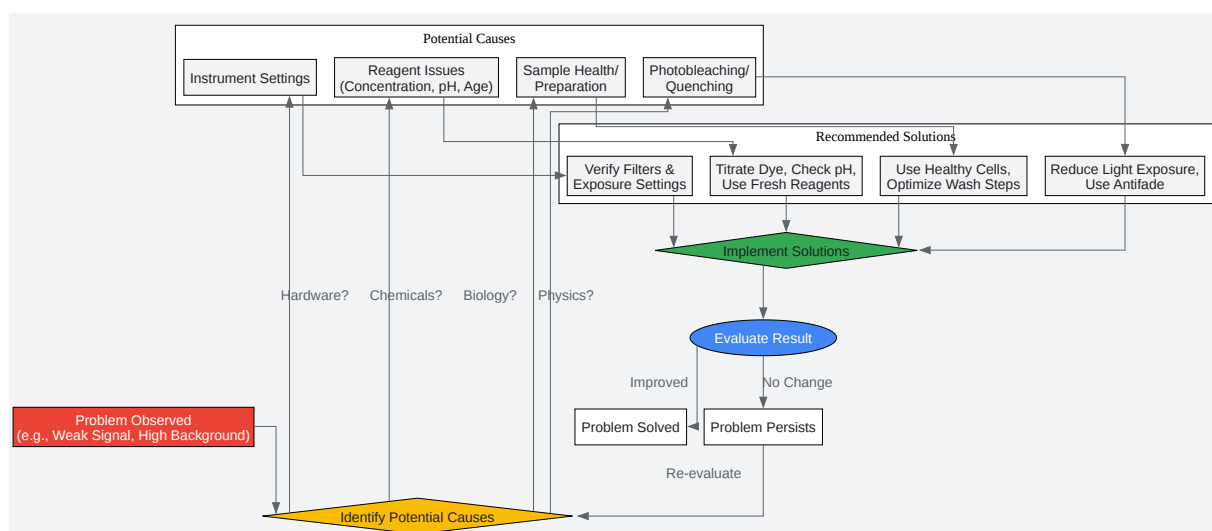 Potential Causes
Instrument Settings
Reagent Issues
(Concentration, pH, Age)
Sample Health/
Preparation
Photobleaching/
Quenching
Recommended Solutions
Verify Filters &
Exposure Settings
Titrate Dye, Check pH,
Use Fresh Reagents
Use Healthy Cells,
Optimize Wash Steps
Reduce Light Exposure,
Use Antifade
Implement Solutions
Hardware?
Chemicals?
Biology?
Physics?
Evaluate Result
Improved
No Change
Problem Observed
(e.g., Weak Signal, High Background)
Problem Solved
Problem Persists
Re-evaluate
Identify Potential Causes